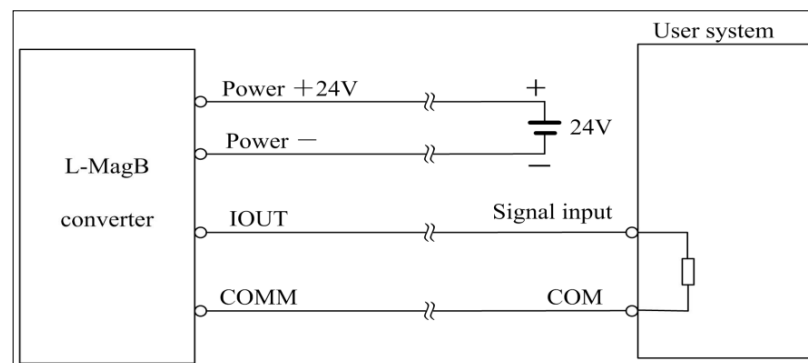 User system
Power +24V
+
24V
Power −
−
L-MagB
converter
IOUT
Signal input
COMM
COM